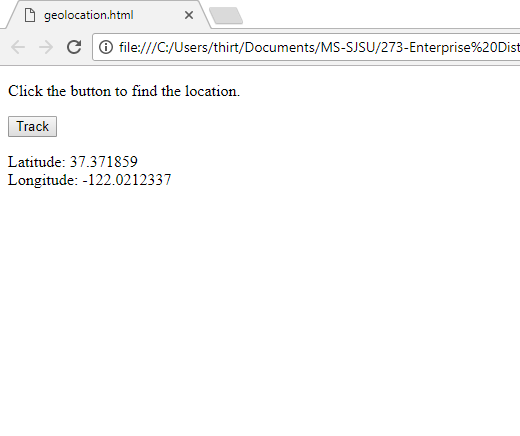 geolocation.html
file:///C:/Users/thirt/Documents/MS-SJSU/273-Enterprise%20Dist
Click the button to find the location.
Track
Latitude: 37.371859
Longitude: -122.0212337